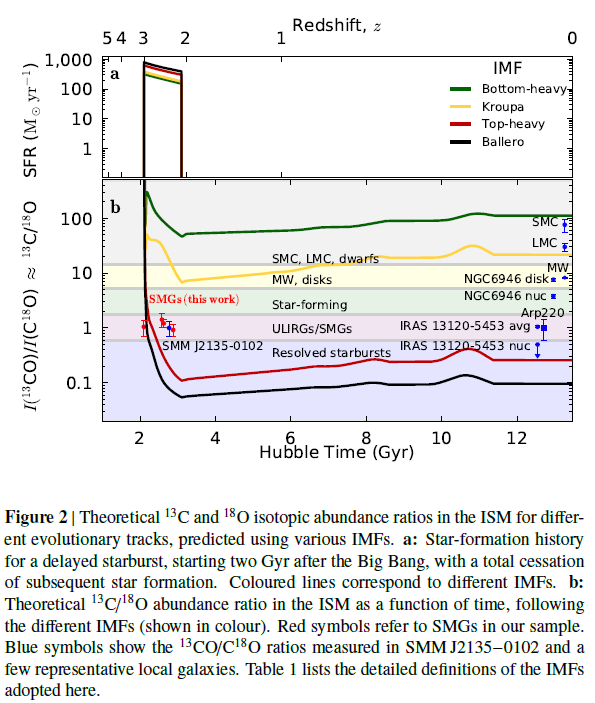 Redshift, z
5 4 3 2 1 0
SFR (M⊙ yr⁻¹)
1,000
100
10
1
a
IMF
Bottom-heavy
Kroupa
Top-heavy
Ballero
I(¹³CO)/I(C¹⁸O) ≈ ¹³C/¹⁸O
100
10
1
0.1
b
SMC
LMC
SMC, LMC, dwarfs
MW
MW, disks
NGC6946 disk
NGC6946 nuc
SMGs (this work)
Star-forming
Arp220
ULIRGs/SMGs
IRAS 13120-5453 avg
SMM J2135-0102
IRAS 13120-5453 nuc
Resolved starbursts
2 4 6 8 10 12
Hubble Time (Gyr)
Figure 2 | Theoretical ¹³C and ¹⁸O isotopic abundance ratios in the ISM for differ-
ent evolutionary tracks, predicted using various IMFs. a: Star-formation history
for a delayed starburst, starting two Gyr after the Big Bang, with a total cessation
of subsequent star formation. Coloured lines correspond to different IMFs. b:
Theoretical ¹³C/¹⁸O abundance ratio in the ISM as a function of time, following
the different IMFs (shown in colour). Red symbols refer to SMGs in our sample.
Blue symbols show the ¹³CO/C¹⁸O ratios measured in SMM J2135−0102 and a
few representative local galaxies. Table 1 lists the detailed definitions of the IMFs
adopted here.